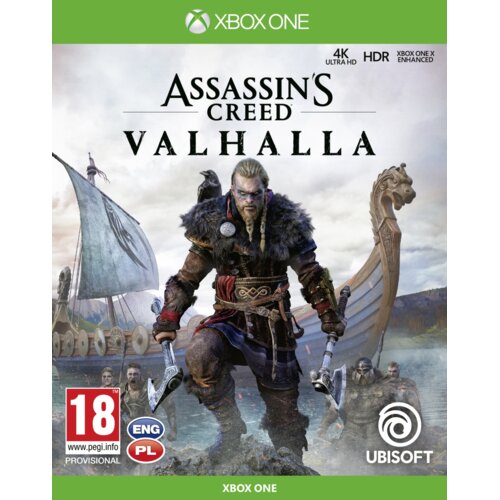 XBOX ONE
4K
ULTRA HD
HDR
XBOX ONE X
ENHANCED
ASSASSIN'S
CREED
VALHALLA
18
www.pegi.info
PROVISIONAL
ENG
PL
UBISOFT
XBOX ONE